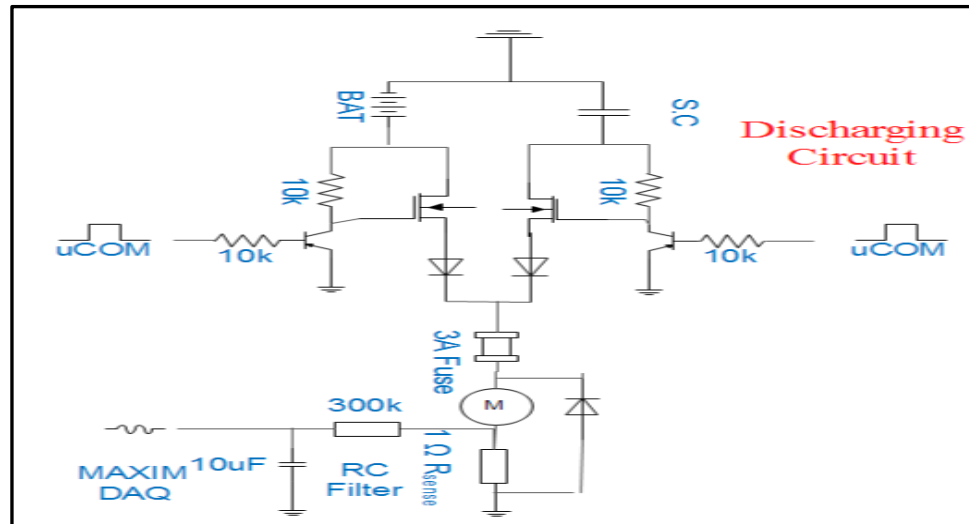 BAT
S.C
Discharging
Circuit
10k
10k
uCOM
10k
10k
uCOM
3A Fuse
M
300k
1 Ω Rsense
10uF
RC
Filter
MAXIM
DAQ